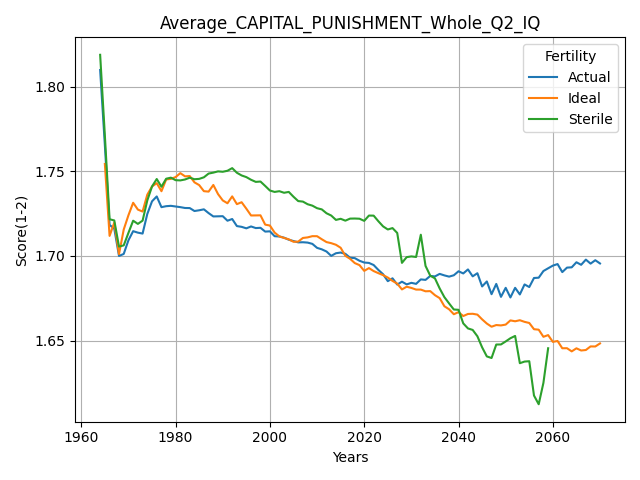 Average_CAPITAL_PUNISHMENT_Whole_Q2_IQ
Fertility
Actual
Ideal
Sterile
Score(1-2)
1.80
1.75
1.70
1.65
1960 1980 2000 2020 2040 2060
Years